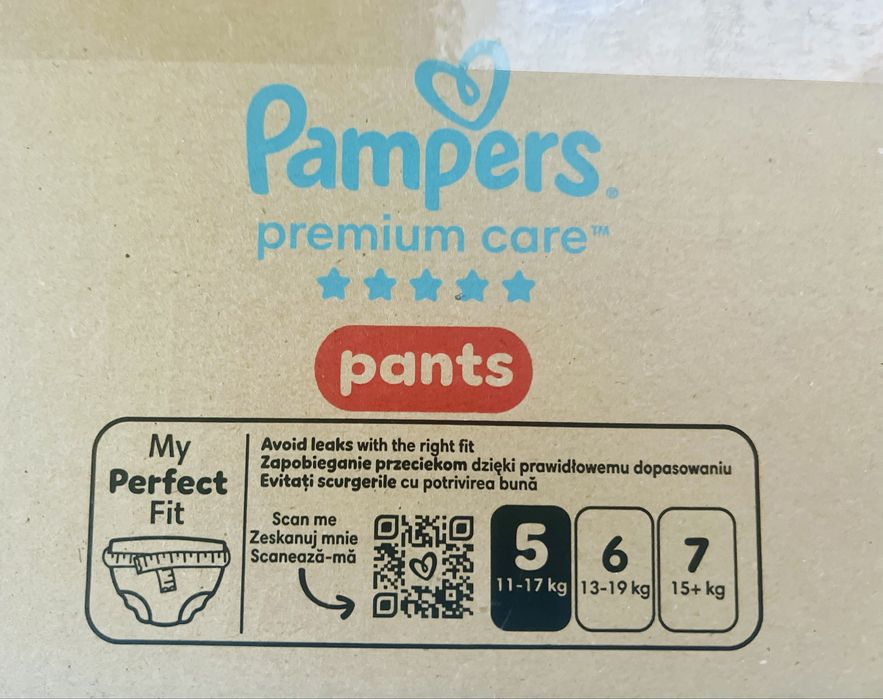 Pampers®
premium care™
pants
My
Perfect
Fit
Avoid leaks with the right fit
Zapobieganie przeciekom dzięki prawidłowemu dopasowaniu
Evitați scurgerile cu potrivirea bună
Scan me
Zeskanuj mnie
Scanează-mă
5
11-17 kg
6
13-19 kg
7
15+ kg